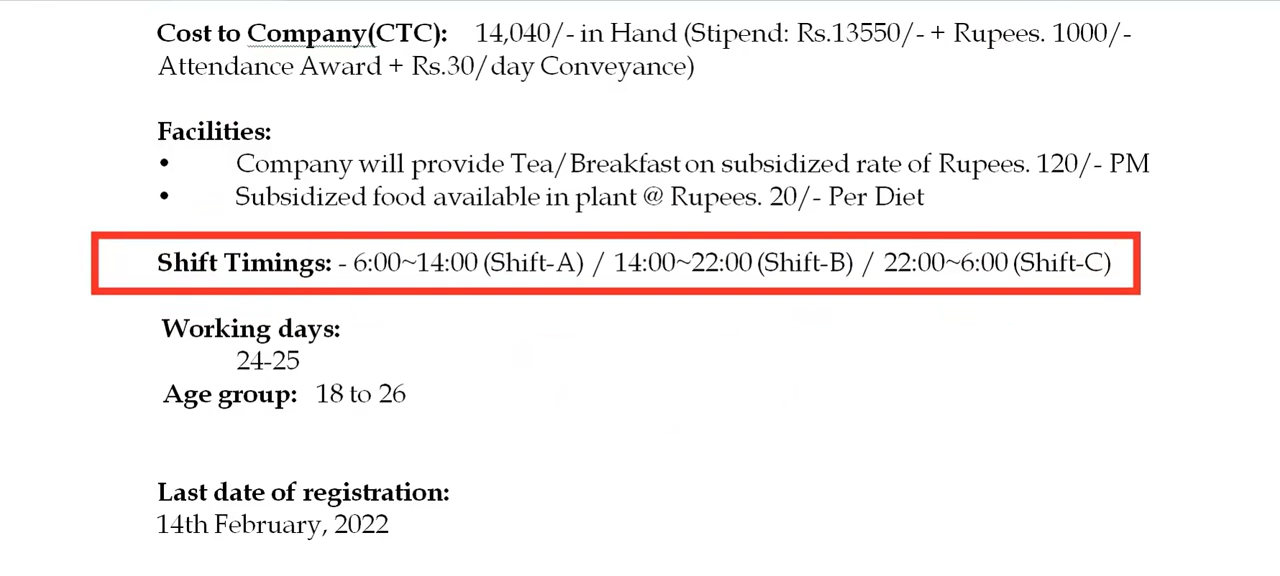 Cost to Company(CTC): 14,040/- in Hand (Stipend: Rs.13550/- + Rupees. 1000/-
Attendance Award + Rs.30/day Conveyance)
Facilities:
• Company will provide Tea/Breakfast on subsidized rate of Rupees. 120/- PM
• Subsidized food available in plant @ Rupees. 20/- Per Diet
Shift Timings: - 6:00~14:00 (Shift-A) / 14:00~22:00 (Shift-B) / 22:00~6:00 (Shift-C)
Working days:
24-25
Age group: 18 to 26
Last date of registration:
14th February, 2022